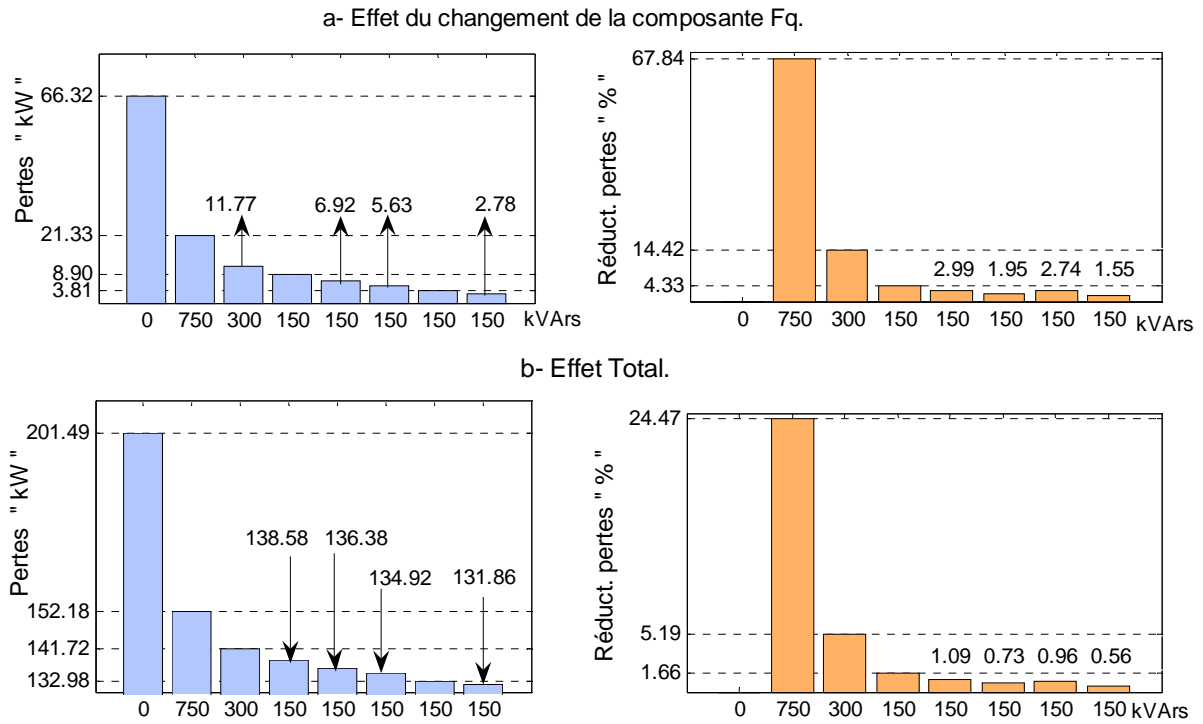 a- Effet du changement de la composante Fq.
Pertes " kW "
66.32
21.33
8.90
3.81
11.77
6.92
5.63
2.78
0 750 300 150 150 150 150 150 kVArs
Réduct. pertes " % "
67.84
14.42
4.33
2.99 1.95 2.74 1.55
0 750 300 150 150 150 150 150 kVArs
b- Effet Total.
Pertes " kW "
201.49
152.18
141.72
132.98
138.58
136.38
134.92
131.86
0 750 300 150 150 150 150 150
Réduct. pertes " % "
24.47
5.19
1.66
1.09 0.73 0.96 0.56
0 750 300 150 150 150 150 150 kVArs